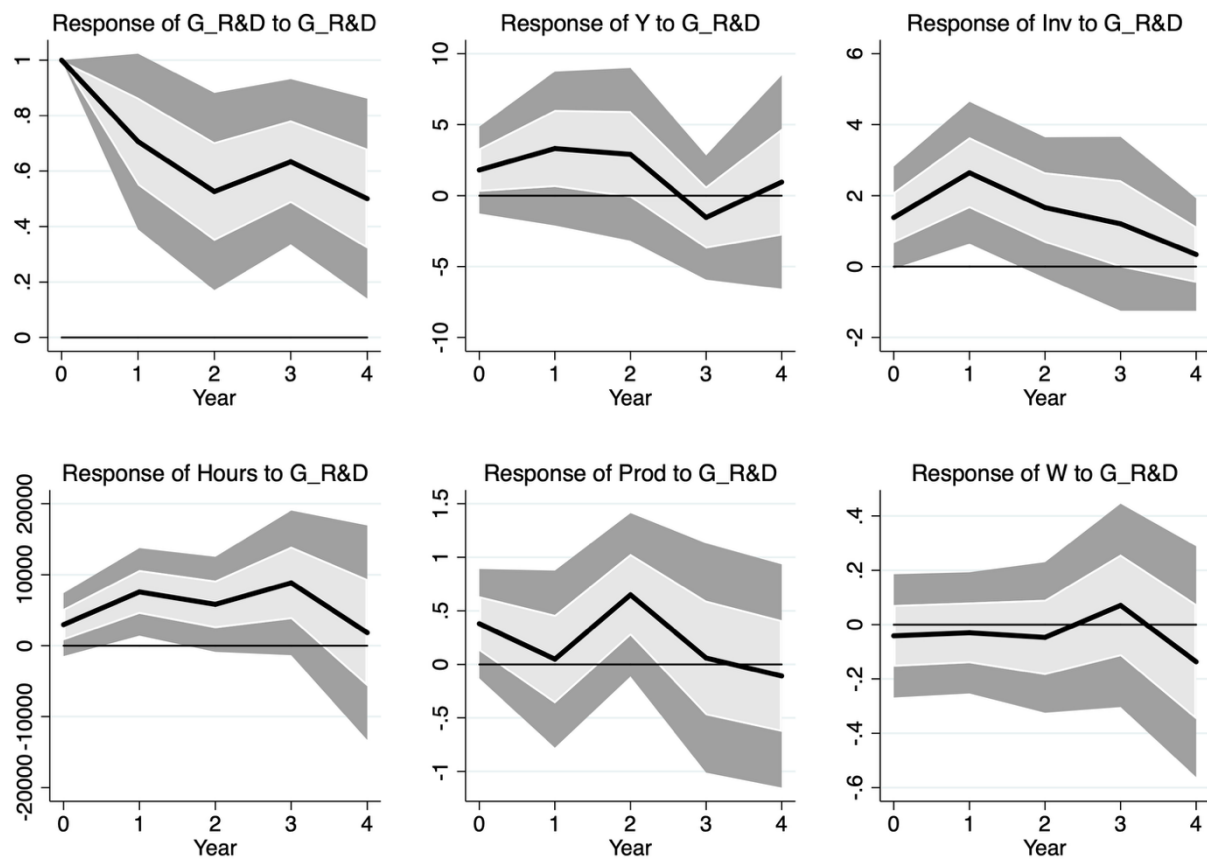 Response of G_R&D to G_R&D
1
.8
.6
.4
.2
0
0 1 2 3 4
Year
Response of Y to G_R&D
10
5
0
-5
-10
0 1 2 3 4
Year
Response of Inv to G_R&D
6
4
2
0
-2
0 1 2 3 4
Year
Response of Hours to G_R&D
20000
10000
0
-10000
-20000
0 1 2 3 4
Year
Response of Prod to G_R&D
1.5
1
.5
0
-.5
-1
0 1 2 3 4
Year
Response of W to G_R&D
.4
.2
0
-.2
-.4
-.6
0 1 2 3 4
Year